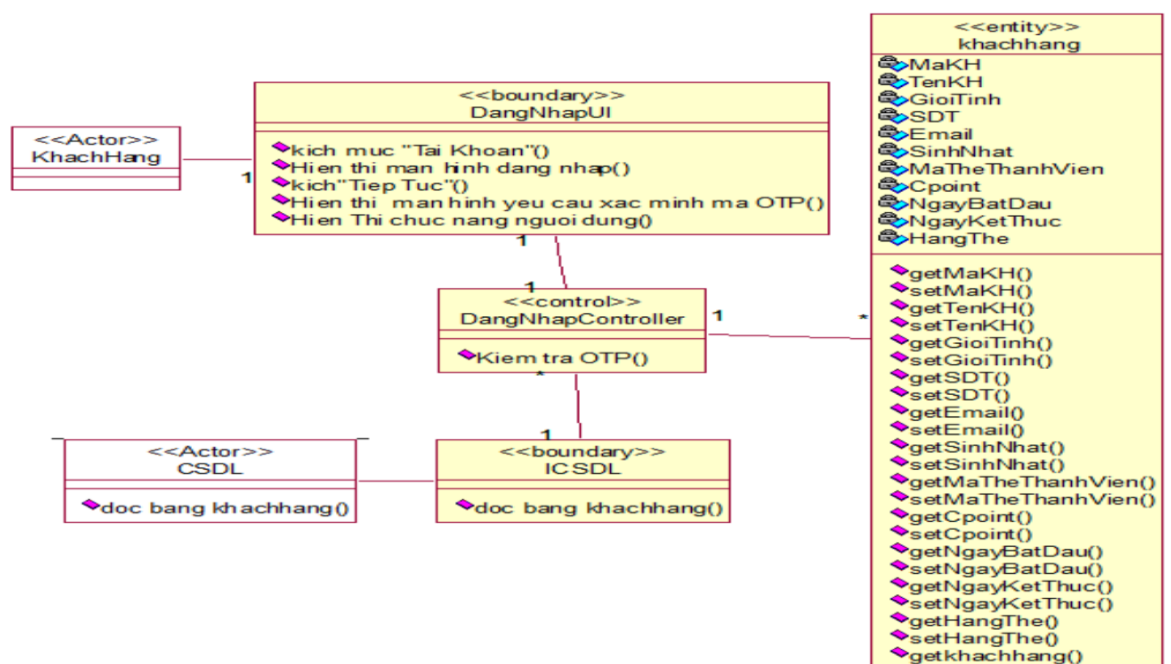 <<Actor>>
KhachHang
1
<<boundary>>
DangNhapUI
kich muc "Tai Khoan"()
Hien thi man hinh dang nhap()
kich"Tiep Tuc"()
Hien thi man hinh yeu cau xac minh ma OTP()
Hien Thi chuc nang nguoi dung()
1
1
<<control>>
DangNhapController
Kiem tra OTP()
1
*
*
1
<<Actor>>
CSDL
doc bang khachhang()
<<boundary>>
ICSDL
doc bang khachhang()
<<entity>>
khachhang
MaKH
TenKH
GioiTinh
SDT
Email
SinhNhat
MaTheThanhVien
Cpoint
NgayBatDau
NgayKetThuc
HangThe
getMaKH()
setMaKH()
getTenKH()
setTenKH()
getGioiTinh()
setGioiTinh()
getSDT()
setSDT()
getEmail()
setEmail()
getSinhNhat()
setSinhNhat()
getMaTheThanhVien()
setMaTheThanhVien()
getCpoint()
setCpoint()
getNgayBatDau()
setNgayBatDau()
getNgayKetThuc()
setNgayKetThuc()
getHangThe()
setHangThe()
getkhachhang()